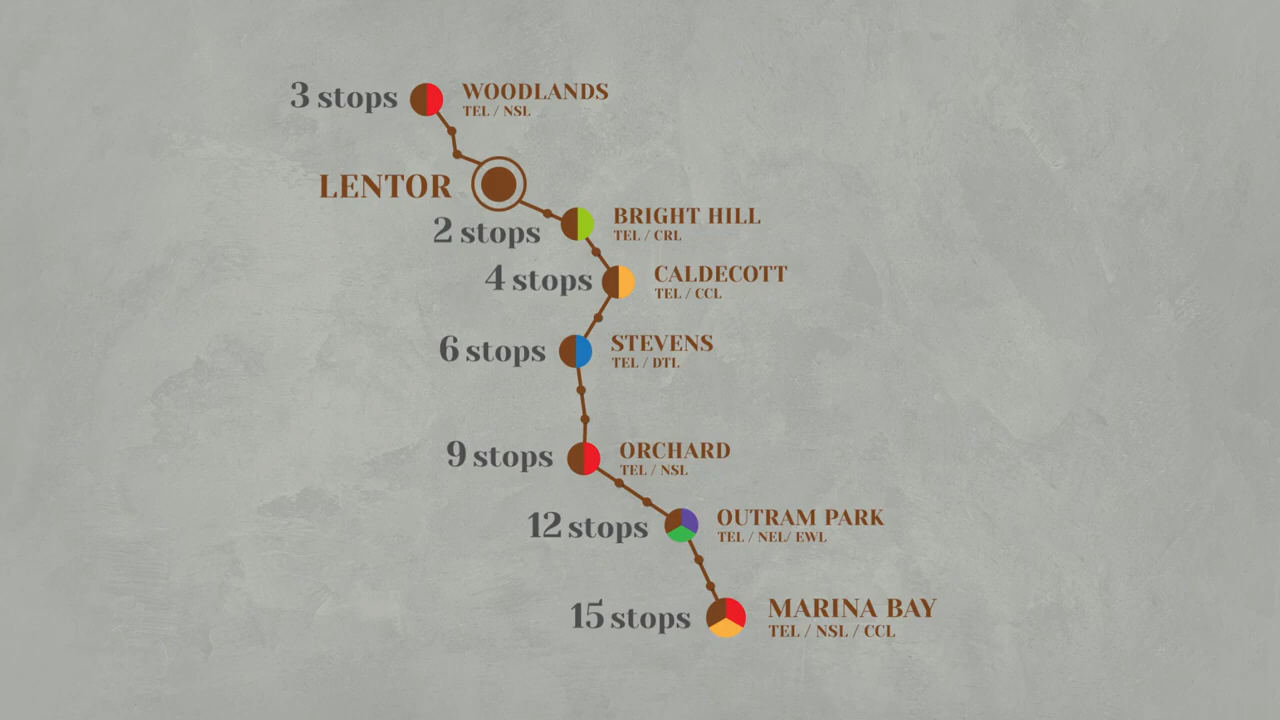 3 stops
WOODLANDS
TEL / NSL
LENTOR
2 stops
BRIGHT HILL
TEL / CRL
4 stops
CALDECOTT
TEL / CCL
6 stops
STEVENS
TEL / DTL
9 stops
ORCHARD
TEL / NSL
12 stops
OUTRAM PARK
TEL / NEL/ EWL
15 stops
MARINA BAY
TEL / NSL / CCL